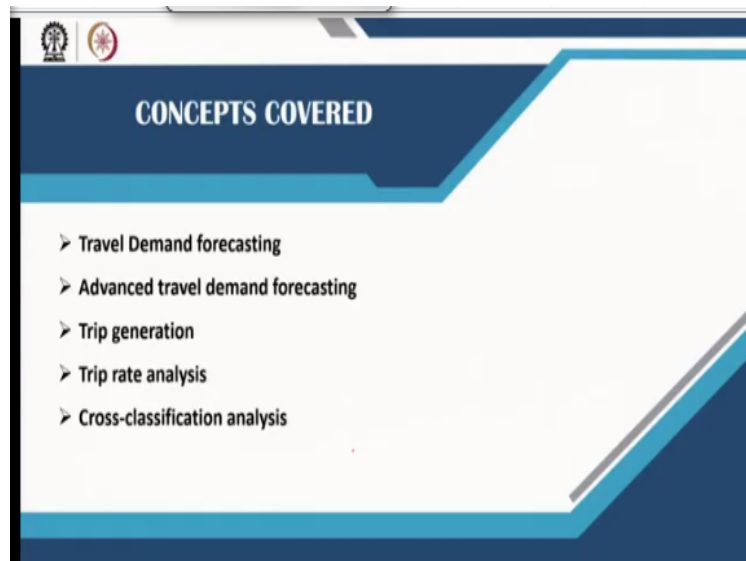 CONCEPTS COVERED
➤ Travel Demand forecasting
➤ Advanced travel demand forecasting
➤ Trip generation
➤ Trip rate analysis
➤ Cross-classification analysis